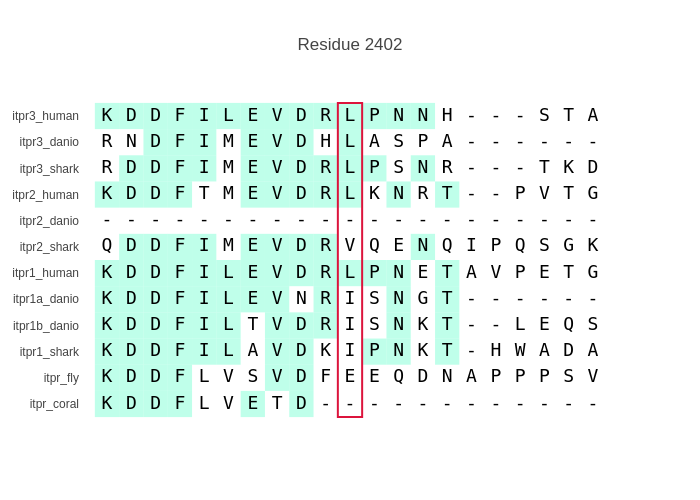 Residue 2402
itpr3_human K D D F I L E V D R L P N N H - - - S T A
itpr3_danio R N D F I M E V D H L A S P A - - - - - -
itpr3_shark R D D F I M E V D R L P S N R - - - T K D
itpr2_human K D D F T M E V D R L K N R T - - P V T G
itpr2_danio - - - - - - - - - - - - - - - - - - - - -
itpr2_shark Q D D F I M E V D R V Q E N Q I P Q S G K
itpr1_human K D D F I L E V D R L P N E T A V P E T G
itpr1a_danio K D D F I L E V N R I S N G T - - - - - -
itpr1b_danio K D D F I L T V D R I S N K T - - L E Q S
itpr1_shark K D D F I L A V D K I P N K T - H W A D A
itpr_fly K D D F L V S V D F E E Q D N A P P P S V
itpr_coral K D D F L V E T D - - - - - - - - - - - -